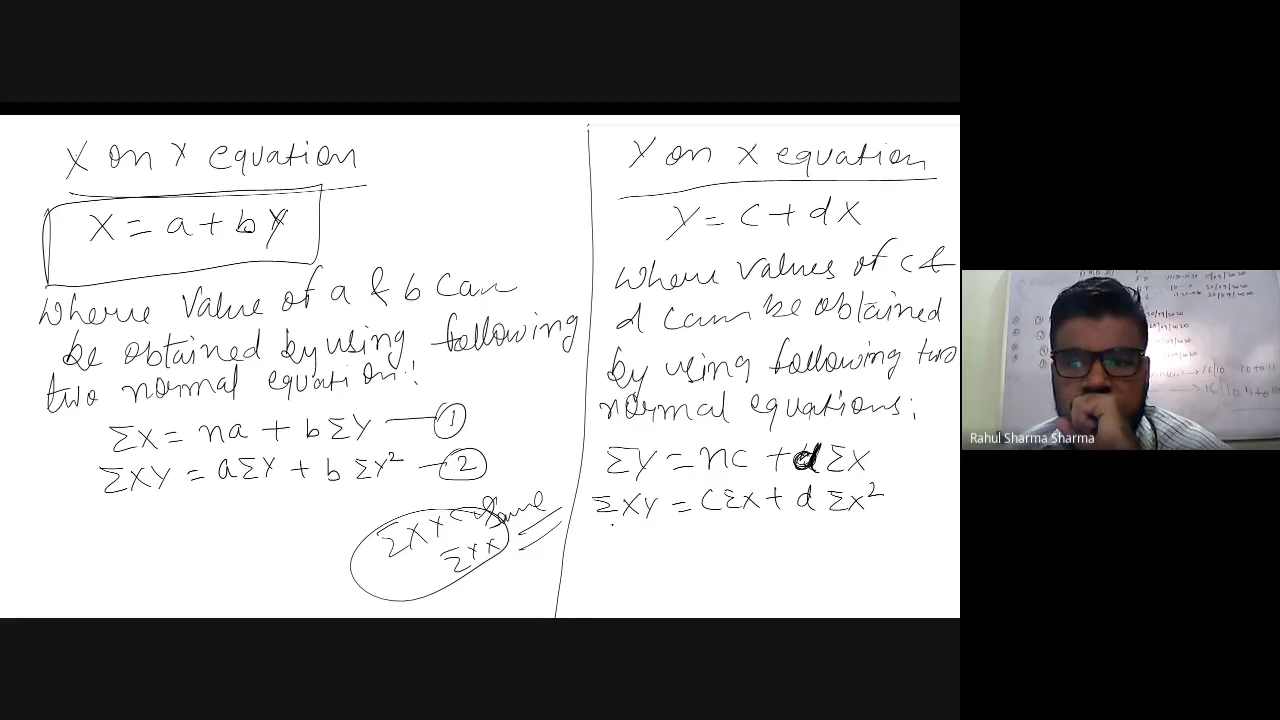 X on Y equation
X = a + bY
where value of a & b can
be obtained by using following
two normal equation:
ΣX = na + bΣY —①
ΣXY = aΣY + bΣY² —②
ΣXY same
ΣYX
Y on X equation
Y = c + dX
where values of c &
d can be obtained
by using following two
normal equations:
ΣY = nc + dΣX
ΣXY = CΣX + dΣX²
Rahul Sharma Sharma